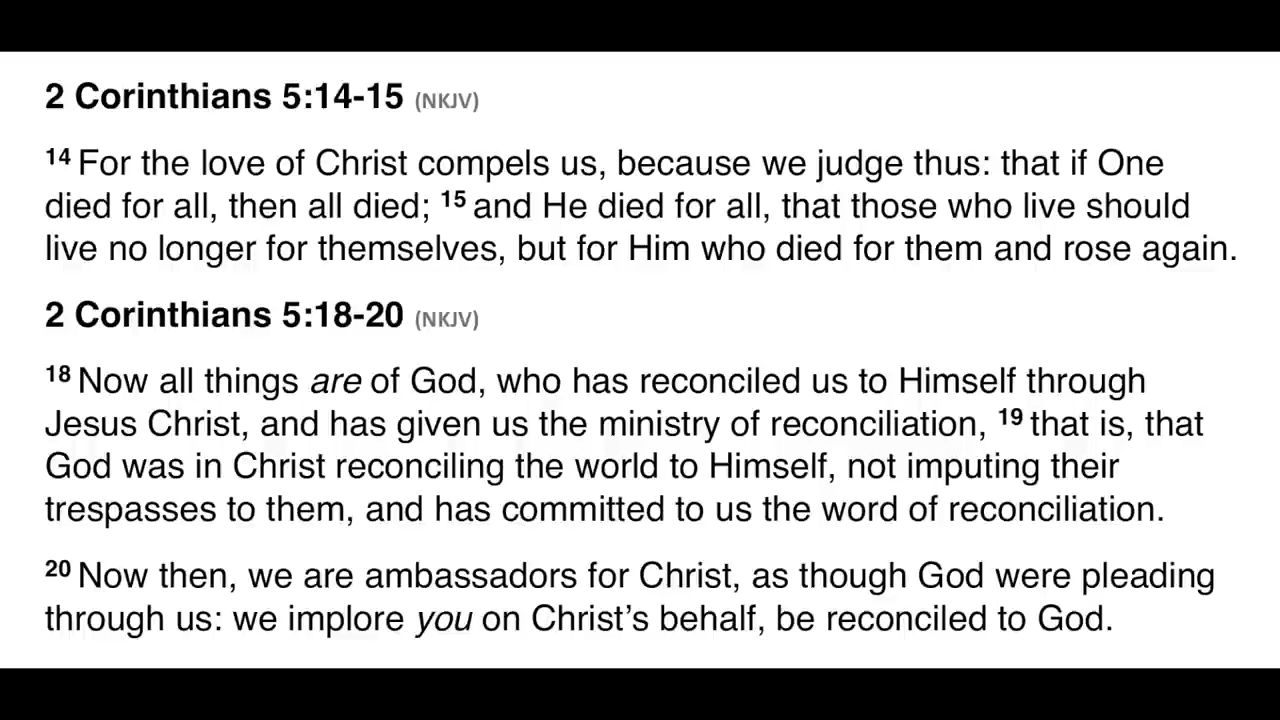 2 Corinthians 5:14-15 (NKJV)
14 For the love of Christ compels us, because we judge thus: that if One
died for all, then all died; 15 and He died for all, that those who live should
live no longer for themselves, but for Him who died for them and rose again.
2 Corinthians 5:18-20 (NKJV)
18 Now all things are of God, who has reconciled us to Himself through
Jesus Christ, and has given us the ministry of reconciliation, 19 that is, that
God was in Christ reconciling the world to Himself, not imputing their
trespasses to them, and has committed to us the word of reconciliation.
20 Now then, we are ambassadors for Christ, as though God were pleading
through us: we implore you on Christ’s behalf, be reconciled to God.